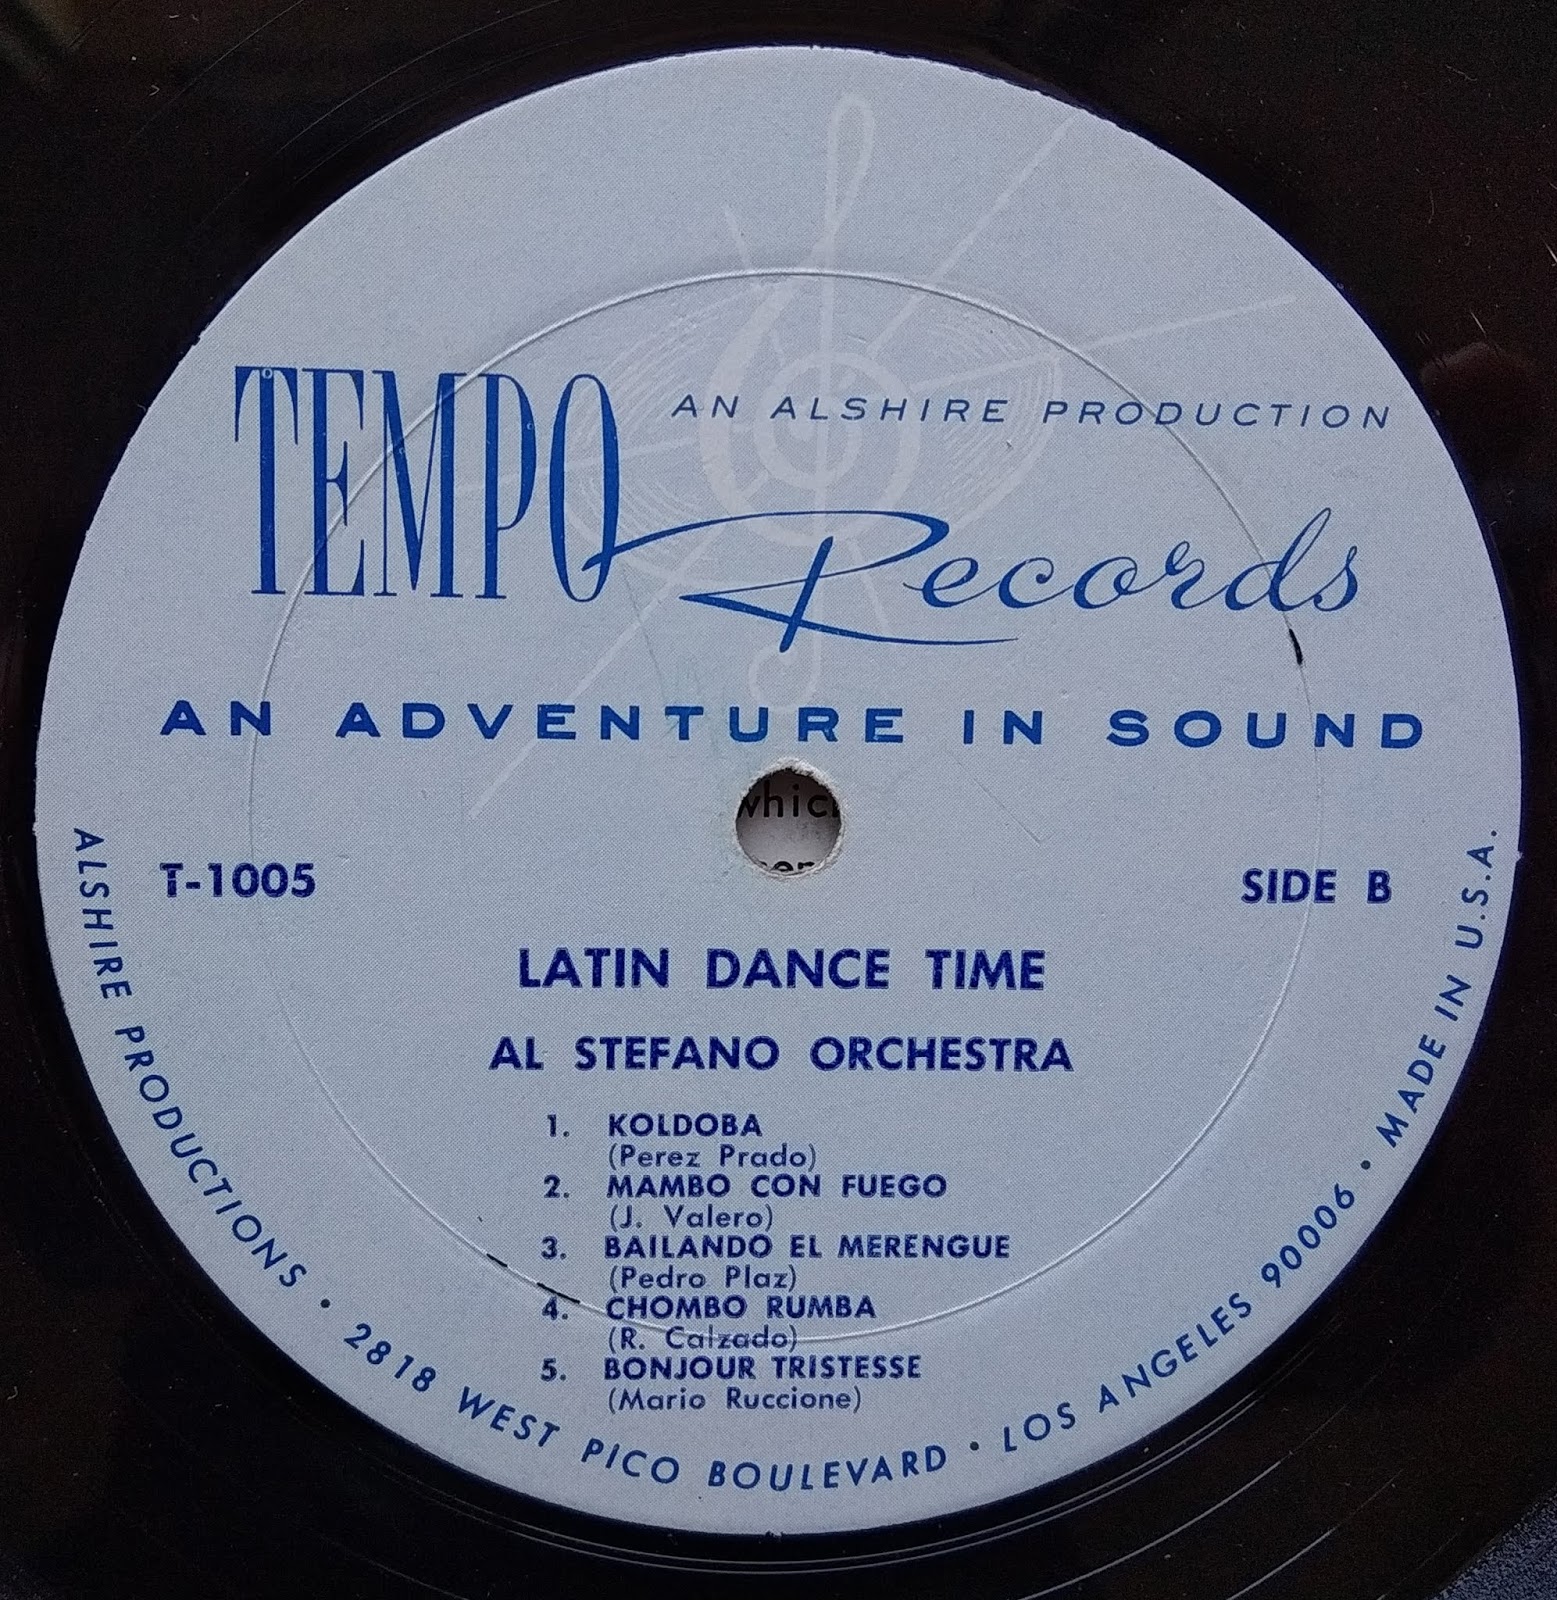 TEMPO
AN ALSHIRE PRODUCTION
Records
AN ADVENTURE IN SOUND
T-1005
SIDE B
LATIN DANCE TIME
AL STEFANO ORCHESTRA
1. KOLDOBA
(Perez Prado)
2. MAMBO CON FUEGO
(J. Valero)
3. BAILANDO EL MERENGUE
(Pedro Plaz)
4. CHOMBO RUMBA
(R. Calzado)
5. BONJOUR TRISTESSE
(Mario Ruccione)
ALSHIRE PRODUCTIONS • 2818 WEST PICO BOULEVARD • LOS ANGELES 90006 • MADE IN U.S.A.